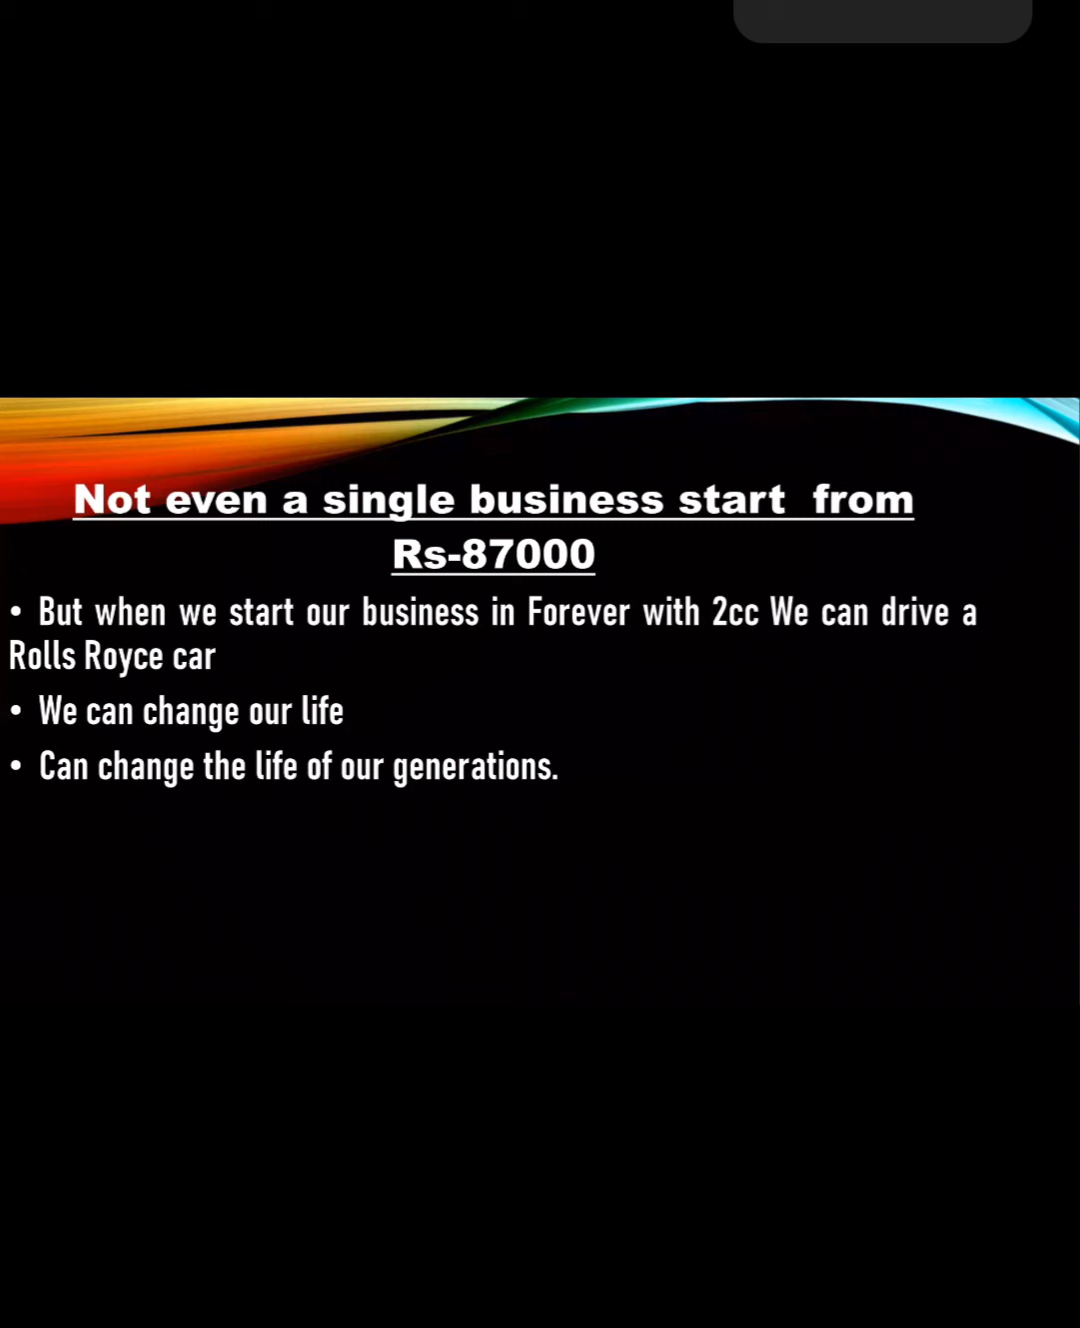 Not even a single business start from
Rs-87000
• But when we start our business in Forever with 2cc We can drive a
Rolls Royce car
• We can change our life
• Can change the life of our generations.